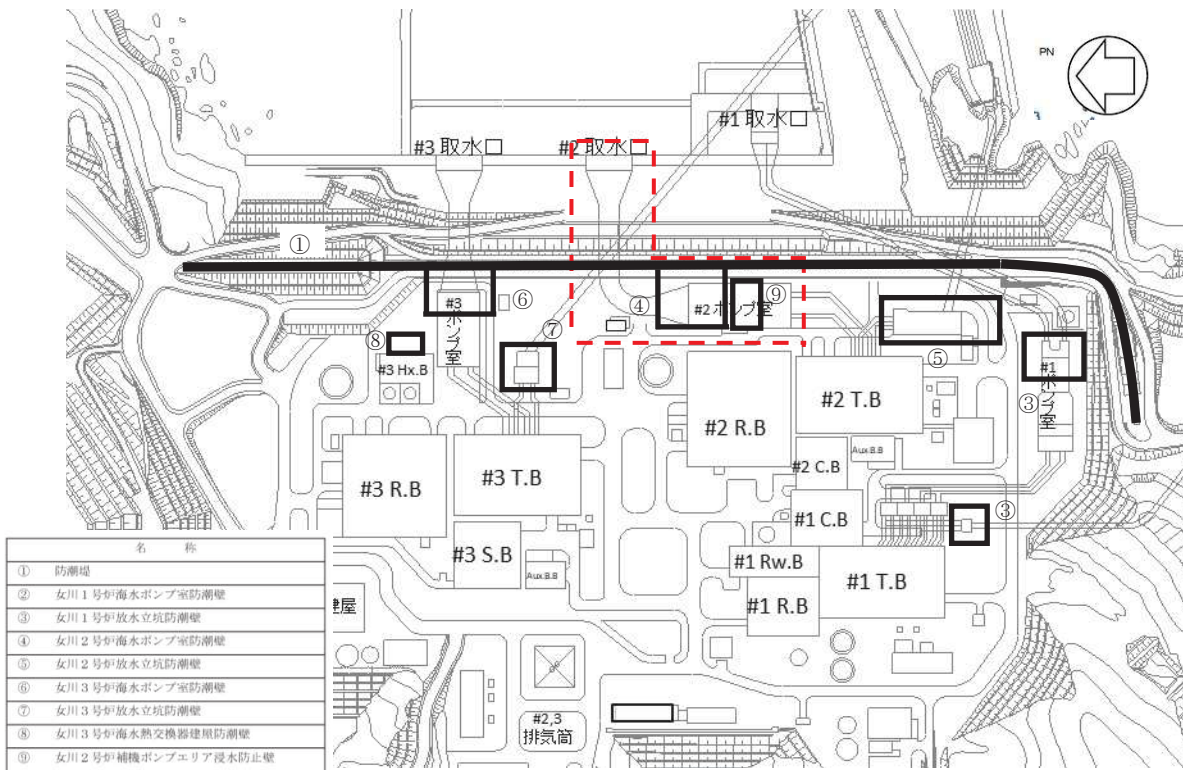 PN
#1 取水口
#3 取水口
#2 取水口
①
#3 ポンプ室
⑥
④
#2 ポンプ室
⑨
⑦
⑧
#3 Hx.B
⑤
#1 ポンプ室
③
#2 T.B
#2 R.B
#2 C.B
Aux.B.B
#3 R.B
#3 T.B
#1 C.B
③
#3 S.B
Aux.B.B
#1 Rw.B
#1 T.B
#1 R.B
建屋
#2,3
排気筒
名 称
① 防潮堤
② 女川1号炉海水ポンプ室防潮壁
③ 女川1号炉放水立坑防潮壁
④ 女川2号炉海水ポンプ室防潮壁
⑤ 女川2号炉放水立坑防潮壁
⑥ 女川3号炉海水ポンプ室防潮壁
⑦ 女川3号炉放水立坑防潮壁
⑧ 女川3号炉海水熱交換器建屋防潮壁
⑨ 女川2号炉補機ポンプエリア浸水防止壁